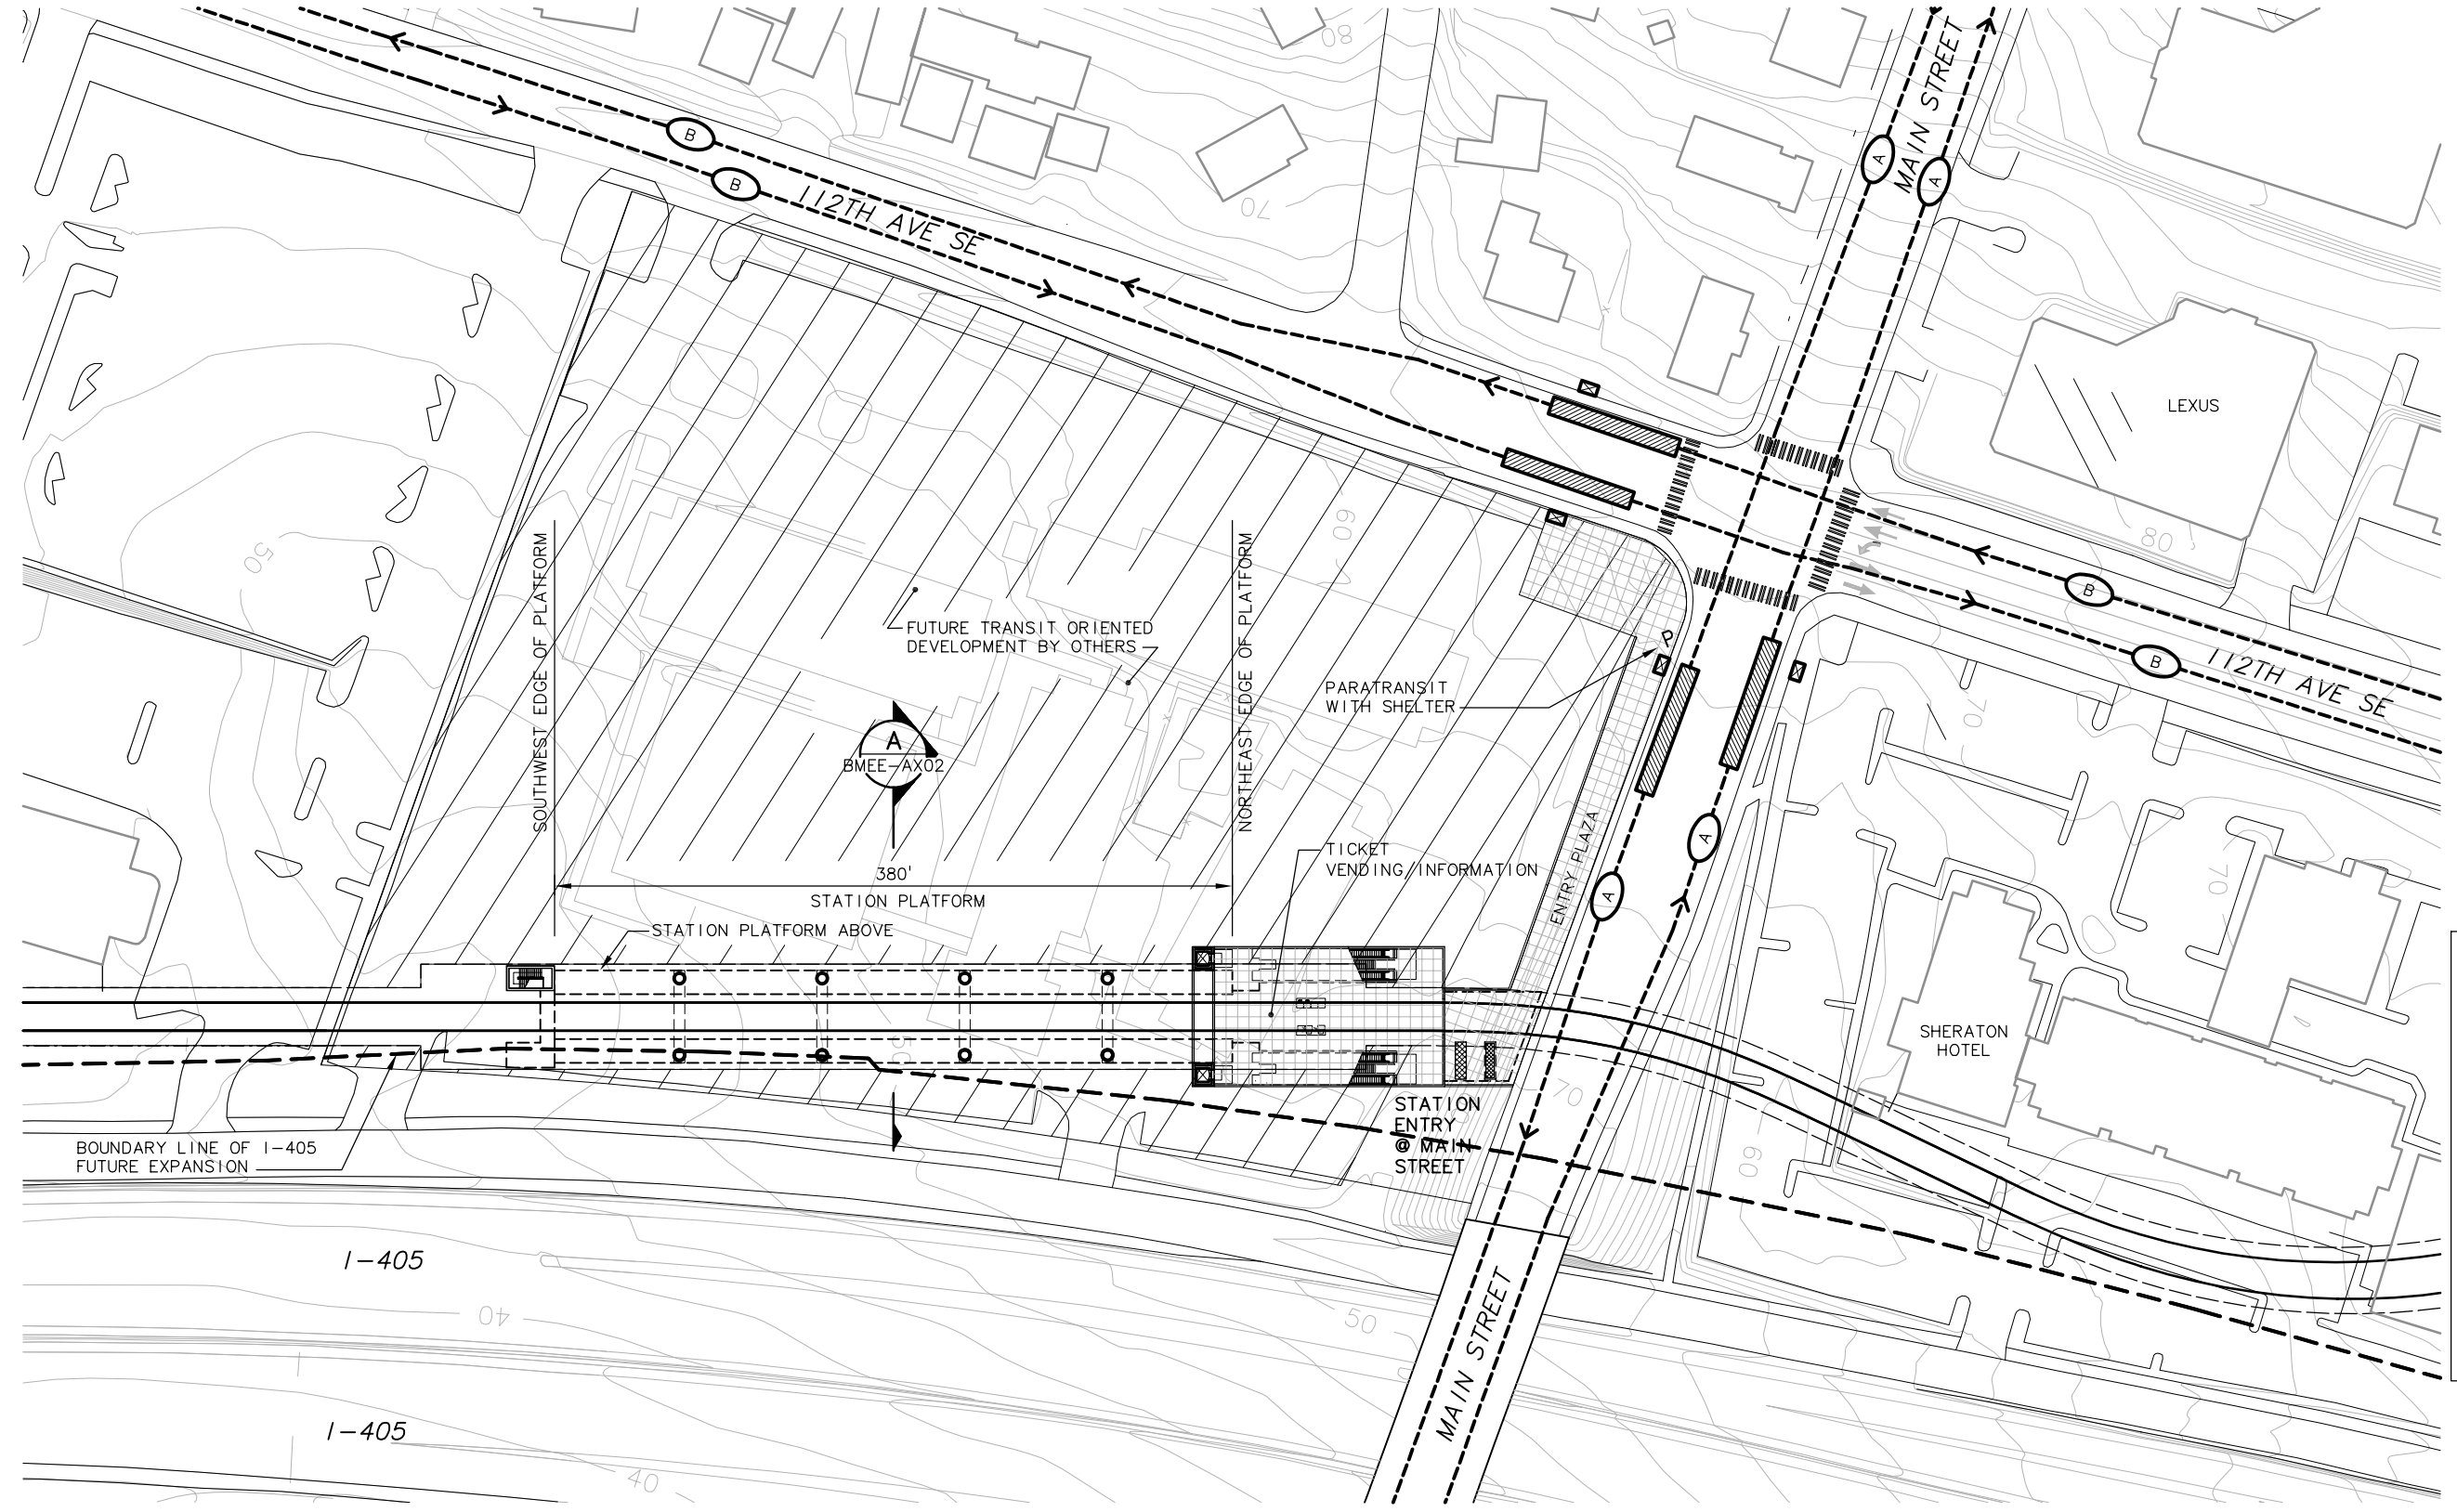 80
MAIN STREET
B
A
A
B
112TH AVE SE
70
LEXUS
50
60
80
SOUTHWEST EDGE OF PLATFORM
NORTHEAST EDGE OF PLATFORM
B
FUTURE TRANSIT ORIENTED
DEVELOPMENT BY OTHERS
P
B
112TH AVE SE
PARATRANSIT
WITH SHELTER
70
A
BMEE-AX02
A
TICKET
VENDING/INFORMATION
380'
STATION PLATFORM
ENTRY PLAZA
A
70
STATION PLATFORM ABOVE
SHERATON
HOTEL
70
STATION
ENTRY
@ MAIN
STREET
60
BOUNDARY LINE OF I-405
FUTURE EXPANSION
I-405
40
50
MAIN STREET
I-405
40